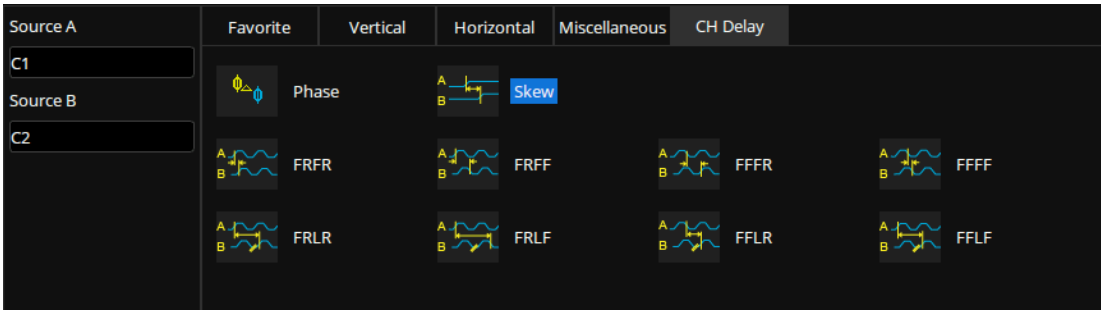 Source A
C1
Source B
C2
Favorite Vertical Horizontal Miscellaneous CH Delay
Φ Φ Phase A B Skew
A B FRFR A B FRFF A B FFFR A B FFFF
A B FRLR A B FRLF A B FFLR A B FFLF